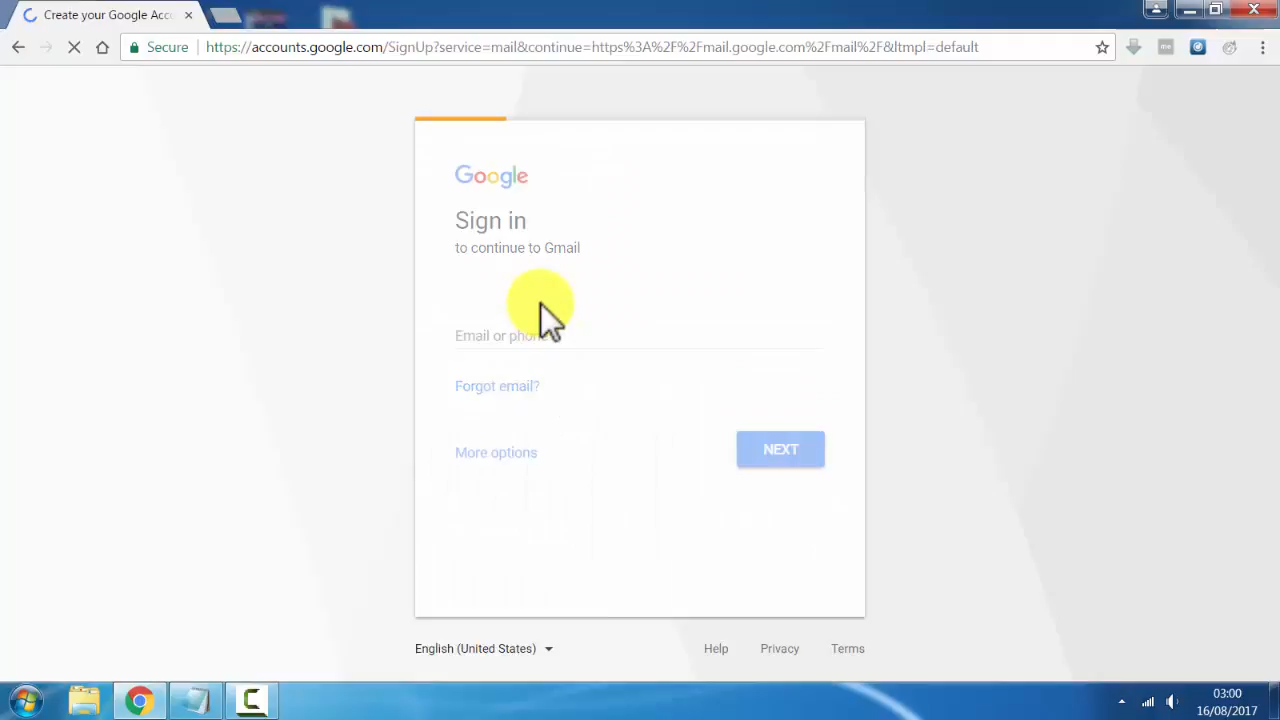 Create your Google Acc
Secure
https://accounts.google.com/SignUp?service=mail&continue=https%3A%2F%2Fmail.google.com%2Fmail%2F&ltmpl=default
Google
Sign in
to continue to Gmail
Email or phone
Forgot email?
More options
NEXT
English (United States)
Help
Privacy
Terms
03:00
16/08/2017